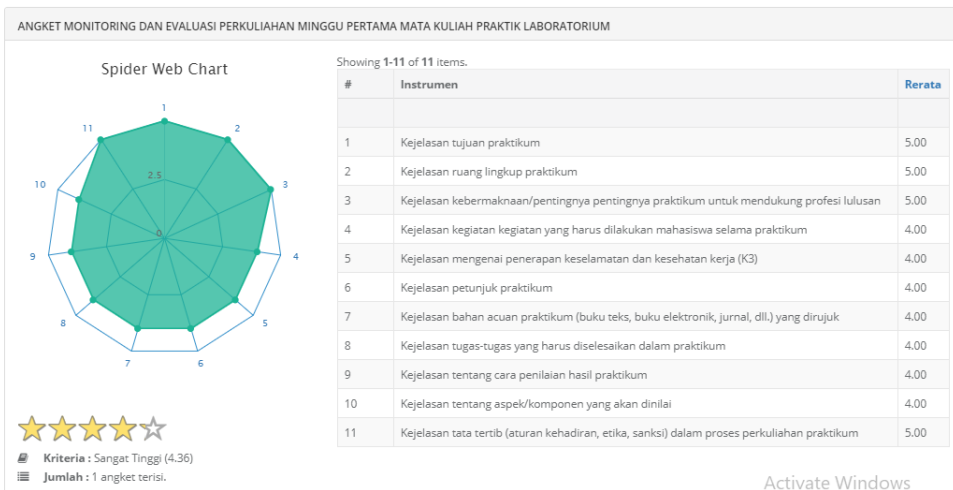 ANGKET MONITORING DAN EVALUASI PERKULIAHAN MINGGU PERTAMA MATA KULIAH PRAKTIK LABORATORIUM
Spider Web Chart
1
2
3
4
5
6
7
8
9
10
11
2.5
0
Kriteria : Sangat Tinggi (4.36)
Jumlah : 1 angket terisi.
Showing 1-11 of 11 items.
# Instrumen Rerata
1 Kejelasan tujuan praktikum 5.00
2 Kejelasan ruang lingkup praktikum 5.00
3 Kejelasan kebermaknaan/pentingnya pentingnya praktikum untuk mendukung profesi lulusan 5.00
4 Kejelasan kegiatan kegiatan yang harus dilakukan mahasiswa selama praktikum 4.00
5 Kejelasan mengenai penerapan keselamatan dan kesehatan kerja (K3) 4.00
6 Kejelasan petunjuk praktikum 4.00
7 Kejelasan bahan acuan praktikum (buku teks, buku elektronik, jurnal, dll.) yang dirujuk 4.00
8 Kejelasan tugas-tugas yang harus diselesaikan dalam praktikum 4.00
9 Kejelasan tentang cara penilaian hasil praktikum 4.00
10 Kejelasan tentang aspek/komponen yang akan dinilai 4.00
11 Kejelasan tata tertib (aturan kehadiran, etika, sanksi) dalam proses perkuliahan praktikum 5.00
Activate Windows